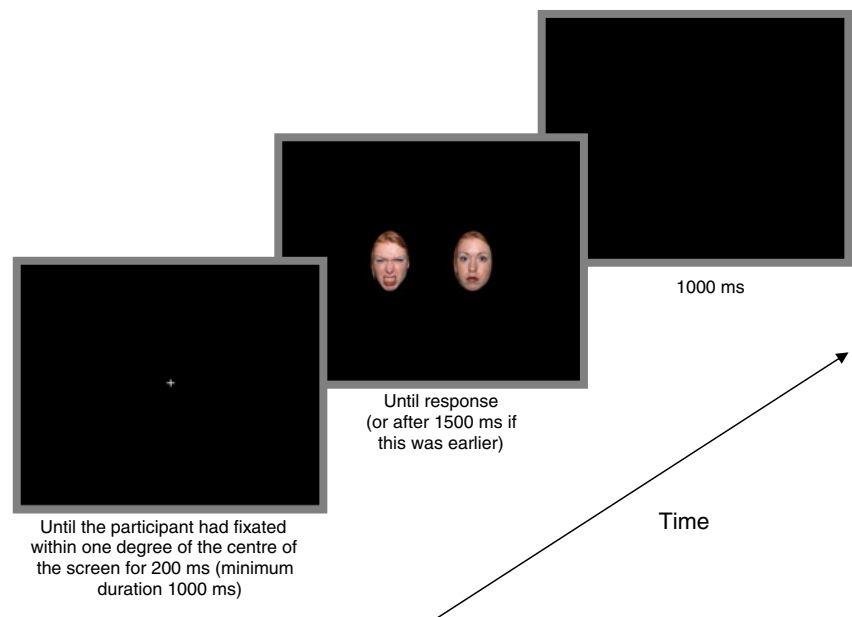 1000 ms
Until response
(or after 1500 ms if
this was earlier)
Until the participant had fixated
within one degree of the centre of
the screen for 200 ms (minimum
duration 1000 ms)
Time